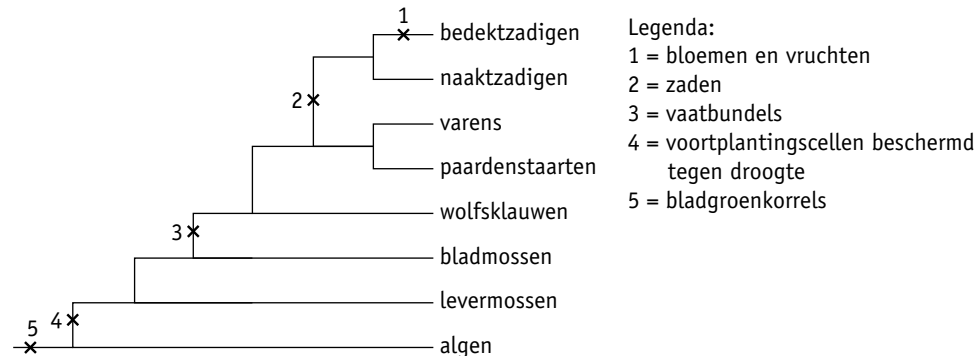 1
bedektzadigen
naaktzadigen
2
varens
paardenstaarten
wolfsklauwen
3
bladmossen
levermossen
4
5
algen
Legenda:
1 = bloemen en vruchten
2 = zaden
3 = vaatbundels
4 = voortplantingscellen beschermd
tegen droogte
5 = bladgroenkorrels